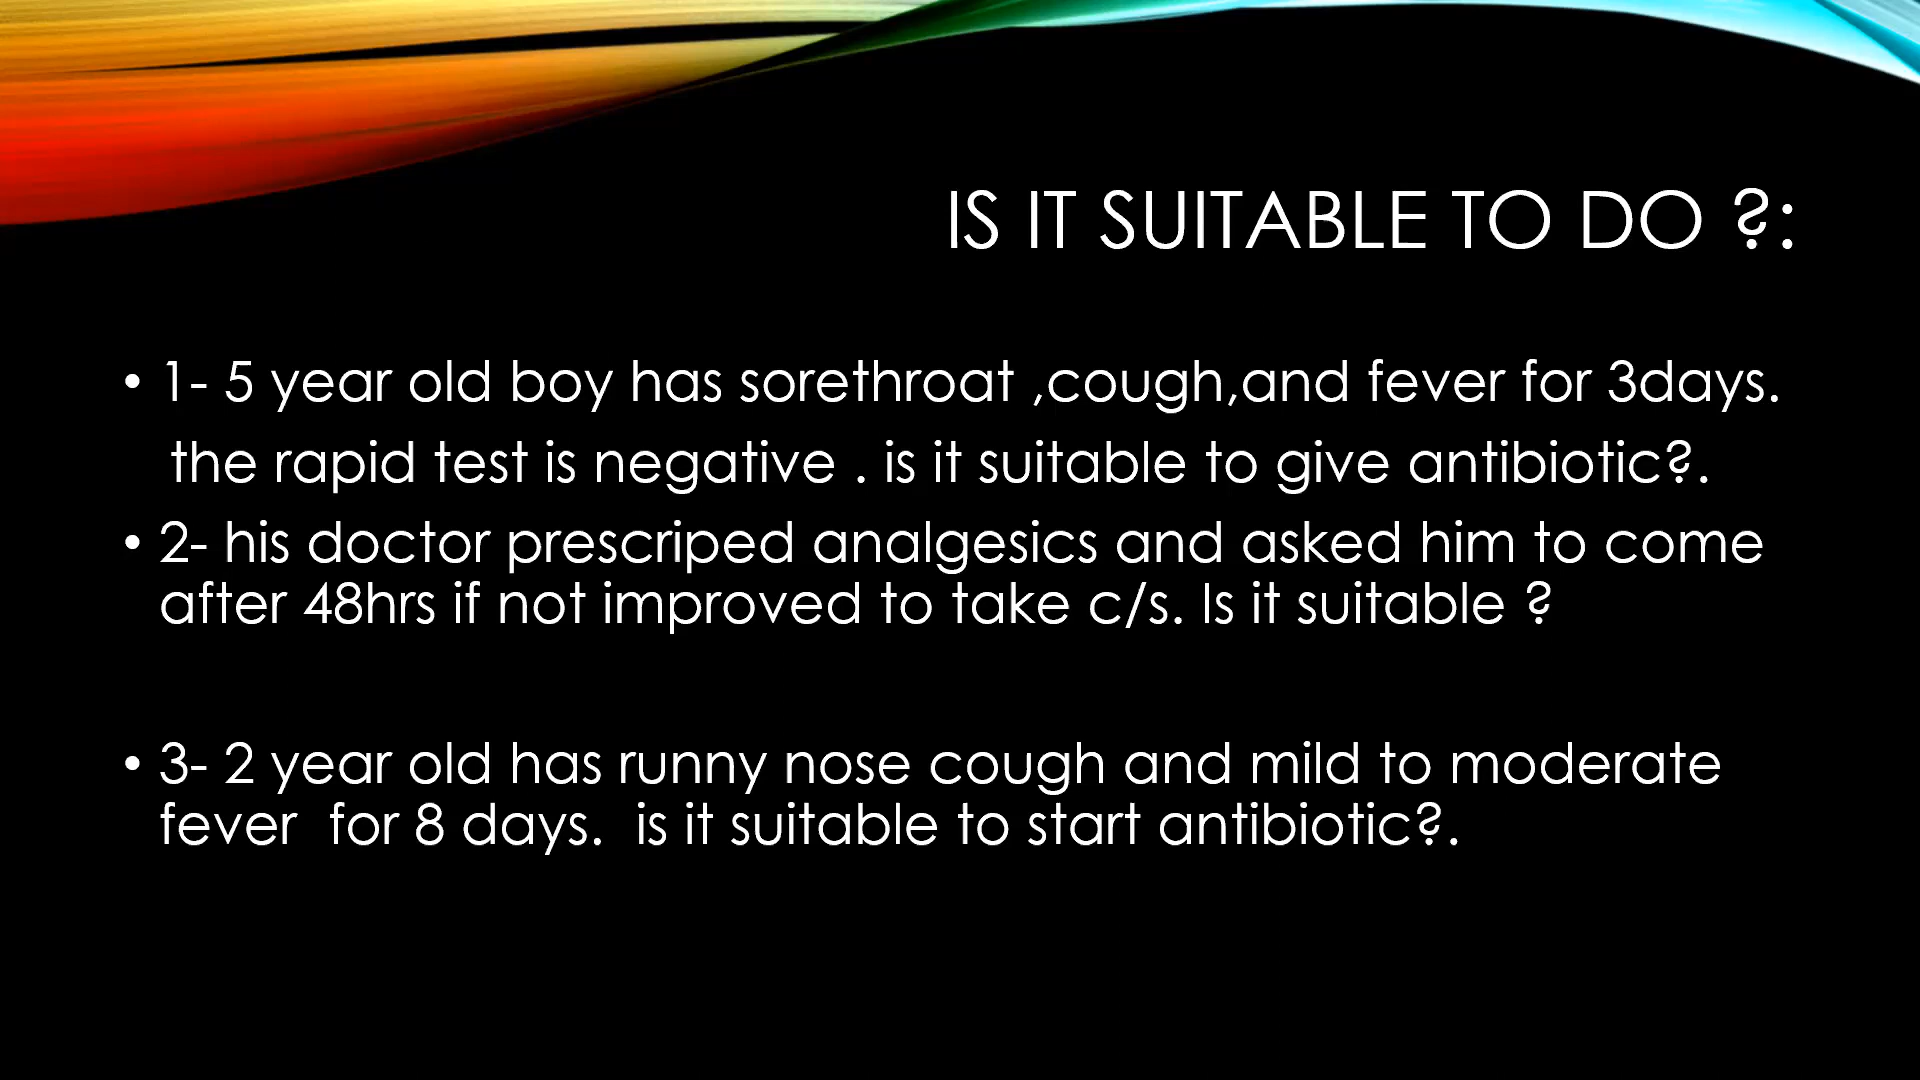 IS IT SUITABLE TO DO ?:
• 1- 5 year old boy has sorethroat ,cough,and fever for 3days.
the rapid test is negative . is it suitable to give antibiotic?.
• 2- his doctor prescriped analgesics and asked him to come
after 48hrs if not improved to take c/s. Is it suitable ?
• 3- 2 year old has runny nose cough and mild to moderate
fever  for 8 days.  is it suitable to start antibiotic?.